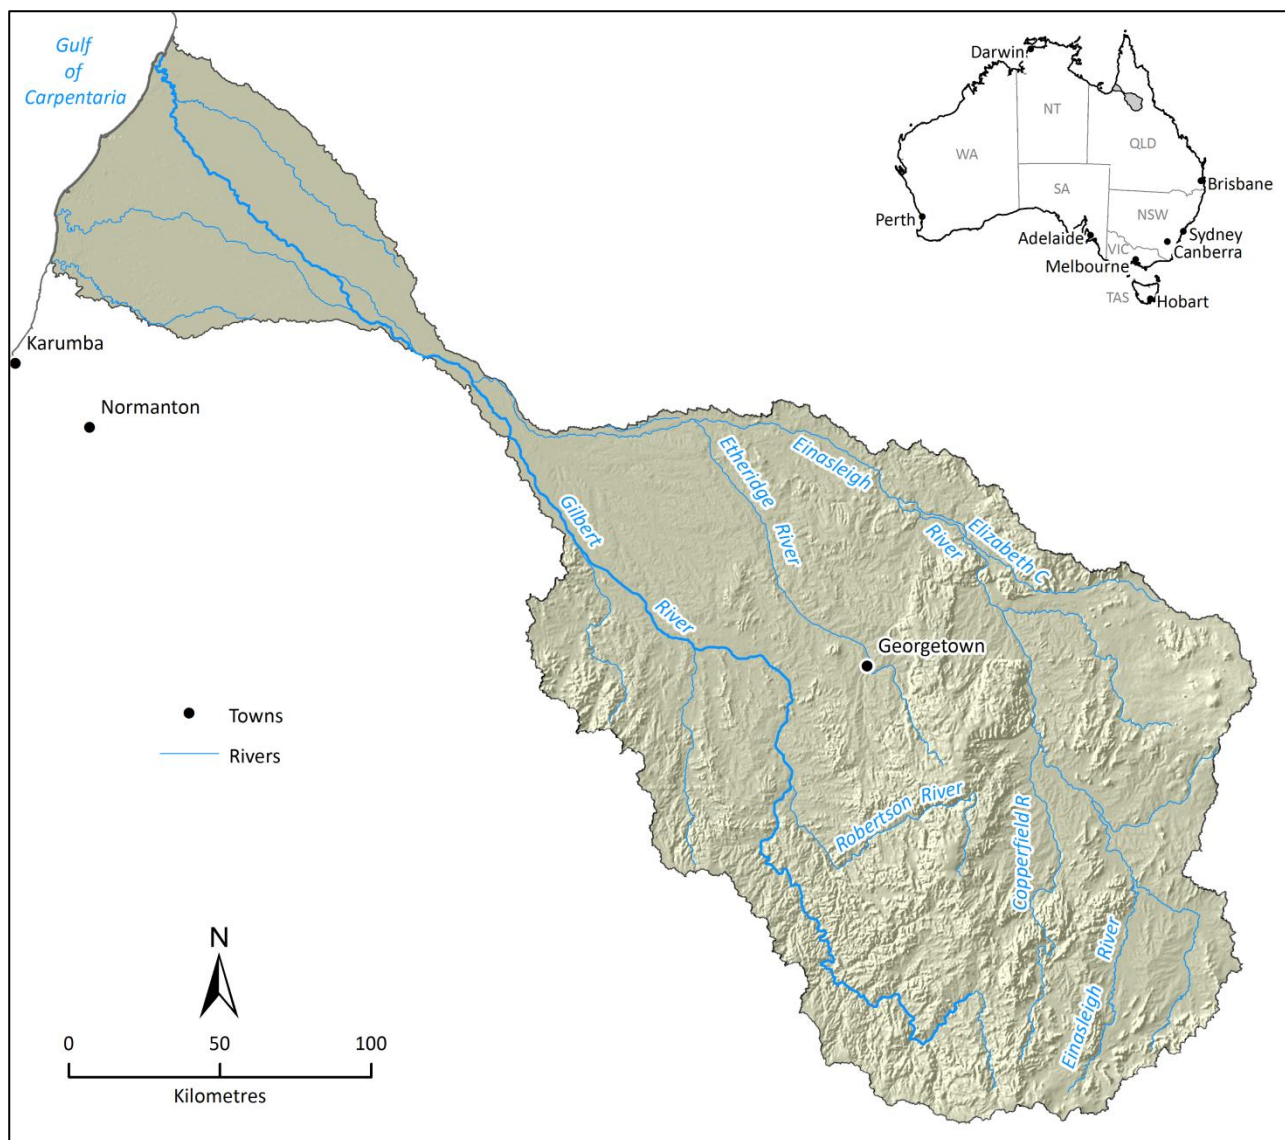 Gulf
of
Carpentaria
Darwin
NT
WA
QLD
SA
Brisbane
NSW
Perth
Adelaide
Sydney
VIC
Canberra
Melbourne
TAS
Hobart
Karumba
Normanton
Einasleigh
River
Etheridge
River
Elizabeth C
Gilbert
River
Georgetown
Towns
Rivers
Robertson River
Copperfield R
Einasleigh River
N
0 50 100
Kilometres